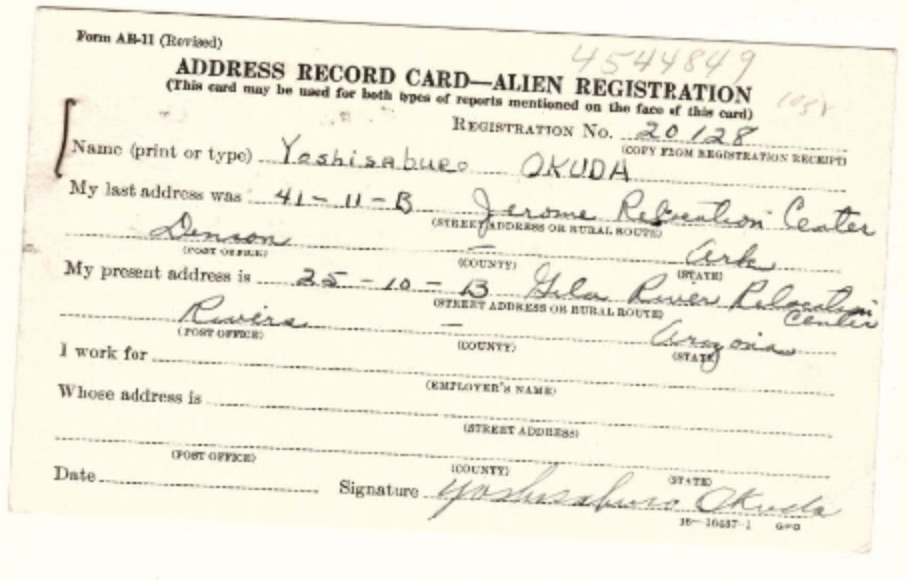 Form AR-11 (Revised)
4544849
ADDRESS RECORD CARD—ALIEN REGISTRATION
(This card may be used for both types of reports mentioned on the face of this card)
REGISTRATION No. 20128
(COPY FROM REGISTRATION RECEIPT)
Name (print or type) Yoshisaburo OKUDA
My last address was 41-11-B Jerome Relocation Center
(STREET ADDRESS OR RURAL ROUTE)
Denson – Ark
(POST OFFICE) (COUNTY) (STATE)
My present address is 25-10-B Gila River Relocation Center
(STREET ADDRESS OR RURAL ROUTE)
Rivers – Arizona
(POST OFFICE) (COUNTY) (STATE)
I work for
(EMPLOYER'S NAME)
Whose address is
(STREET ADDRESS)
(POST OFFICE) (COUNTY) (STATE)
Date Signature Yoshisaburo Okuda
16—16437-1 GPO